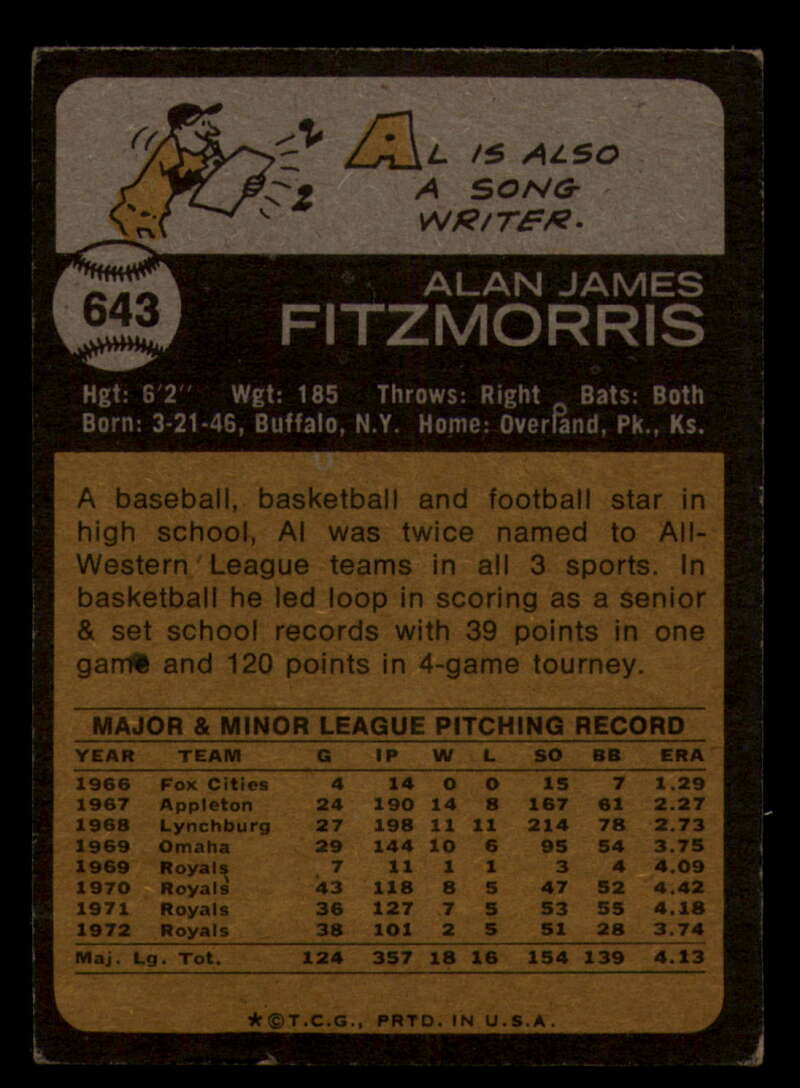 AL IS ALSO
A SONG
WRITER.
643
ALAN JAMES
FITZMORRIS
Hgt: 6'2" Wgt: 185 Throws: Right Bats: Both
Born: 3-21-46, Buffalo, N.Y. Home: Overland, Pk., Ks.
A baseball, basketball and football star in
high school, Al was twice named to All-
Western League teams in all 3 sports. In
basketball he led loop in scoring as a senior
& set school records with 39 points in one
game and 120 points in 4-game tourney.
MAJOR & MINOR LEAGUE PITCHING RECORD
YEAR TEAM G IP W L SO BB ERA
1966 Fox Cities 4 14 0 0 15 7 1.29
1967 Appleton 24 190 14 8 167 61 2.27
1968 Lynchburg 27 198 11 11 214 78 2.73
1969 Omaha 29 144 10 6 95 54 3.75
1969 Royals 7 11 1 1 3 4 4.09
1970 Royals 43 118 8 5 47 52 4.42
1971 Royals 36 127 7 5 53 55 4.18
1972 Royals 38 101 2 5 51 28 3.74
Maj. Lg. Tot. 124 357 18 16 154 139 4.13
*©T.C.G., PRTD. IN U.S.A.